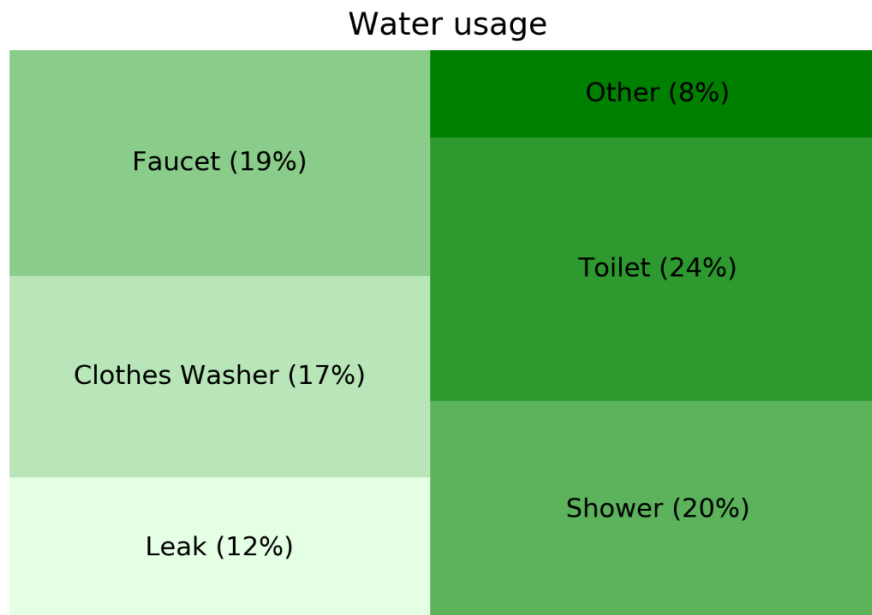 Water usage
Faucet (19%)
Clothes Washer (17%)
Leak (12%)
Other (8%)
Toilet (24%)
Shower (20%)